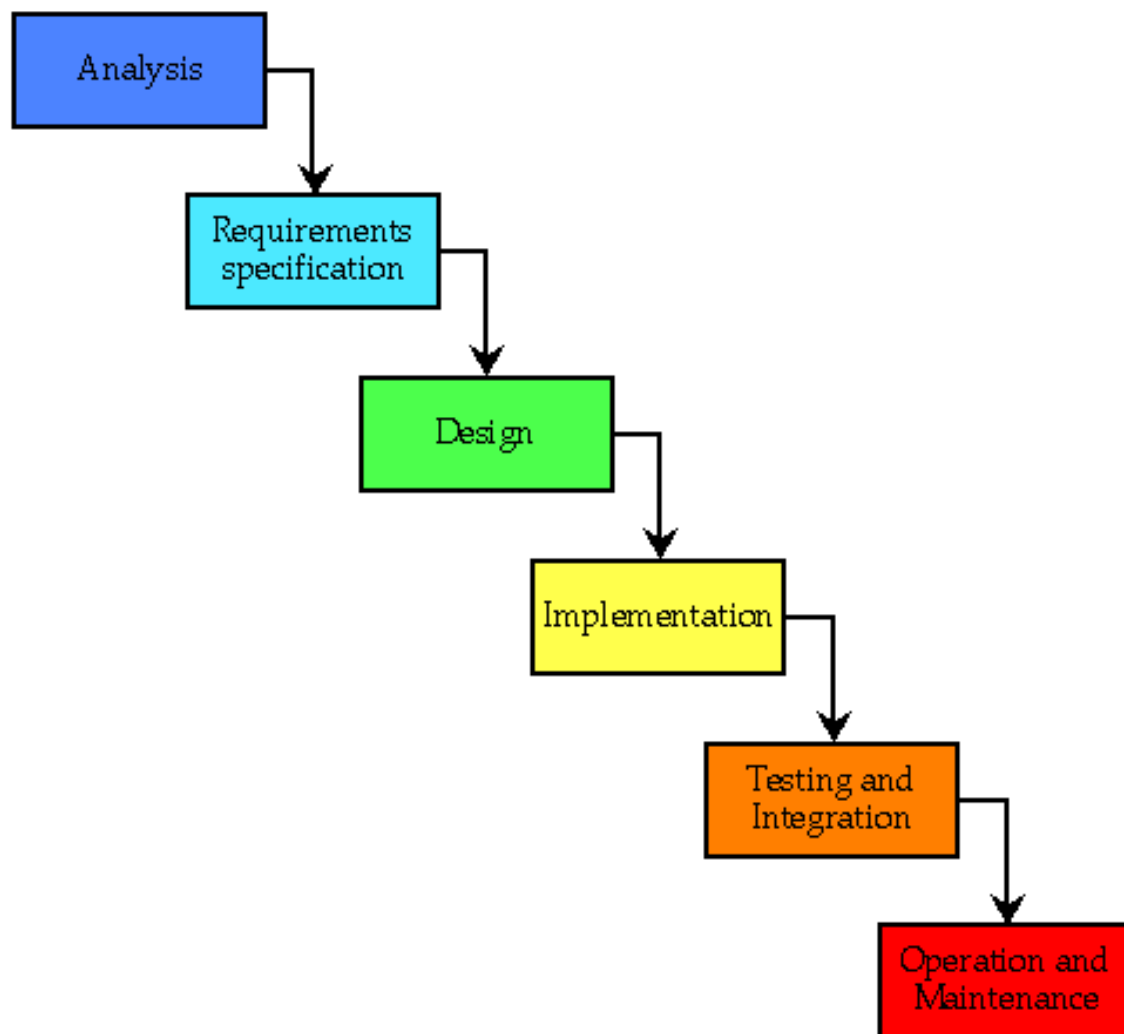 Analysis
Requirements
specification
Design
Implementation
Testing and
Integration
Operation and
Maintenance